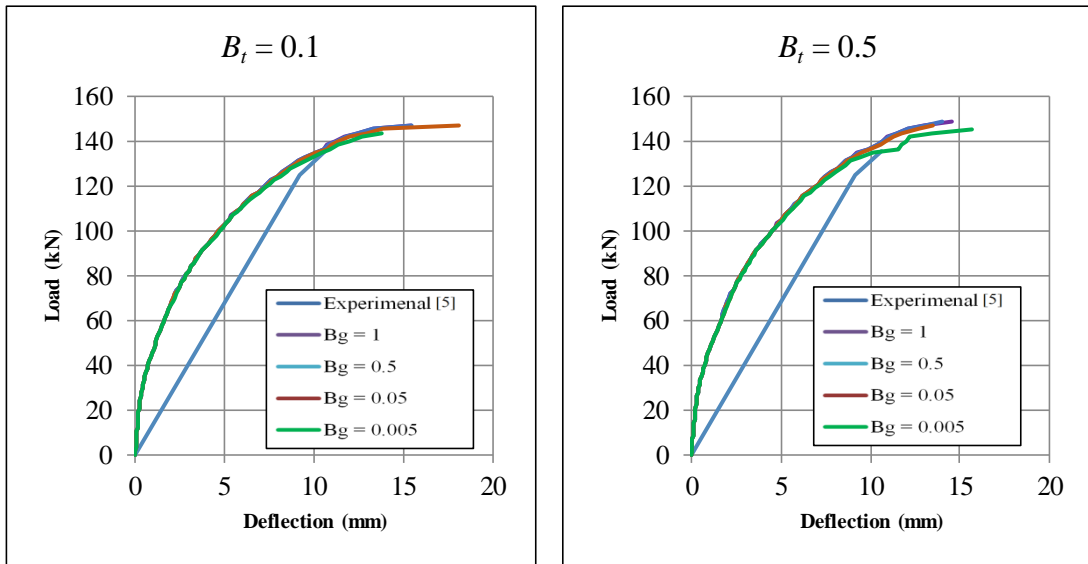 B_t = 0.1
160
140
120
100
80
60
40
20
0
Load (kN)
Experimenal [5]
Bg = 1
Bg = 0.5
Bg = 0.05
Bg = 0.005
0 5 10 15 20
Deflection (mm)
B_t = 0.5
160
140
120
100
80
60
40
20
0
Load (kN)
Experimenal [5]
Bg = 1
Bg = 0.5
Bg = 0.05
Bg = 0.005
0 5 10 15 20
Deflection (mm)